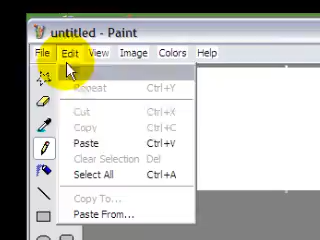 untitled - Paint
File Edit View Image Colors Help
Repeat Ctrl+Y
Cut Ctrl+X
Copy Ctrl+C
Paste Ctrl+V
Clear Selection Del
Select All Ctrl+A
Copy To...
Paste From...